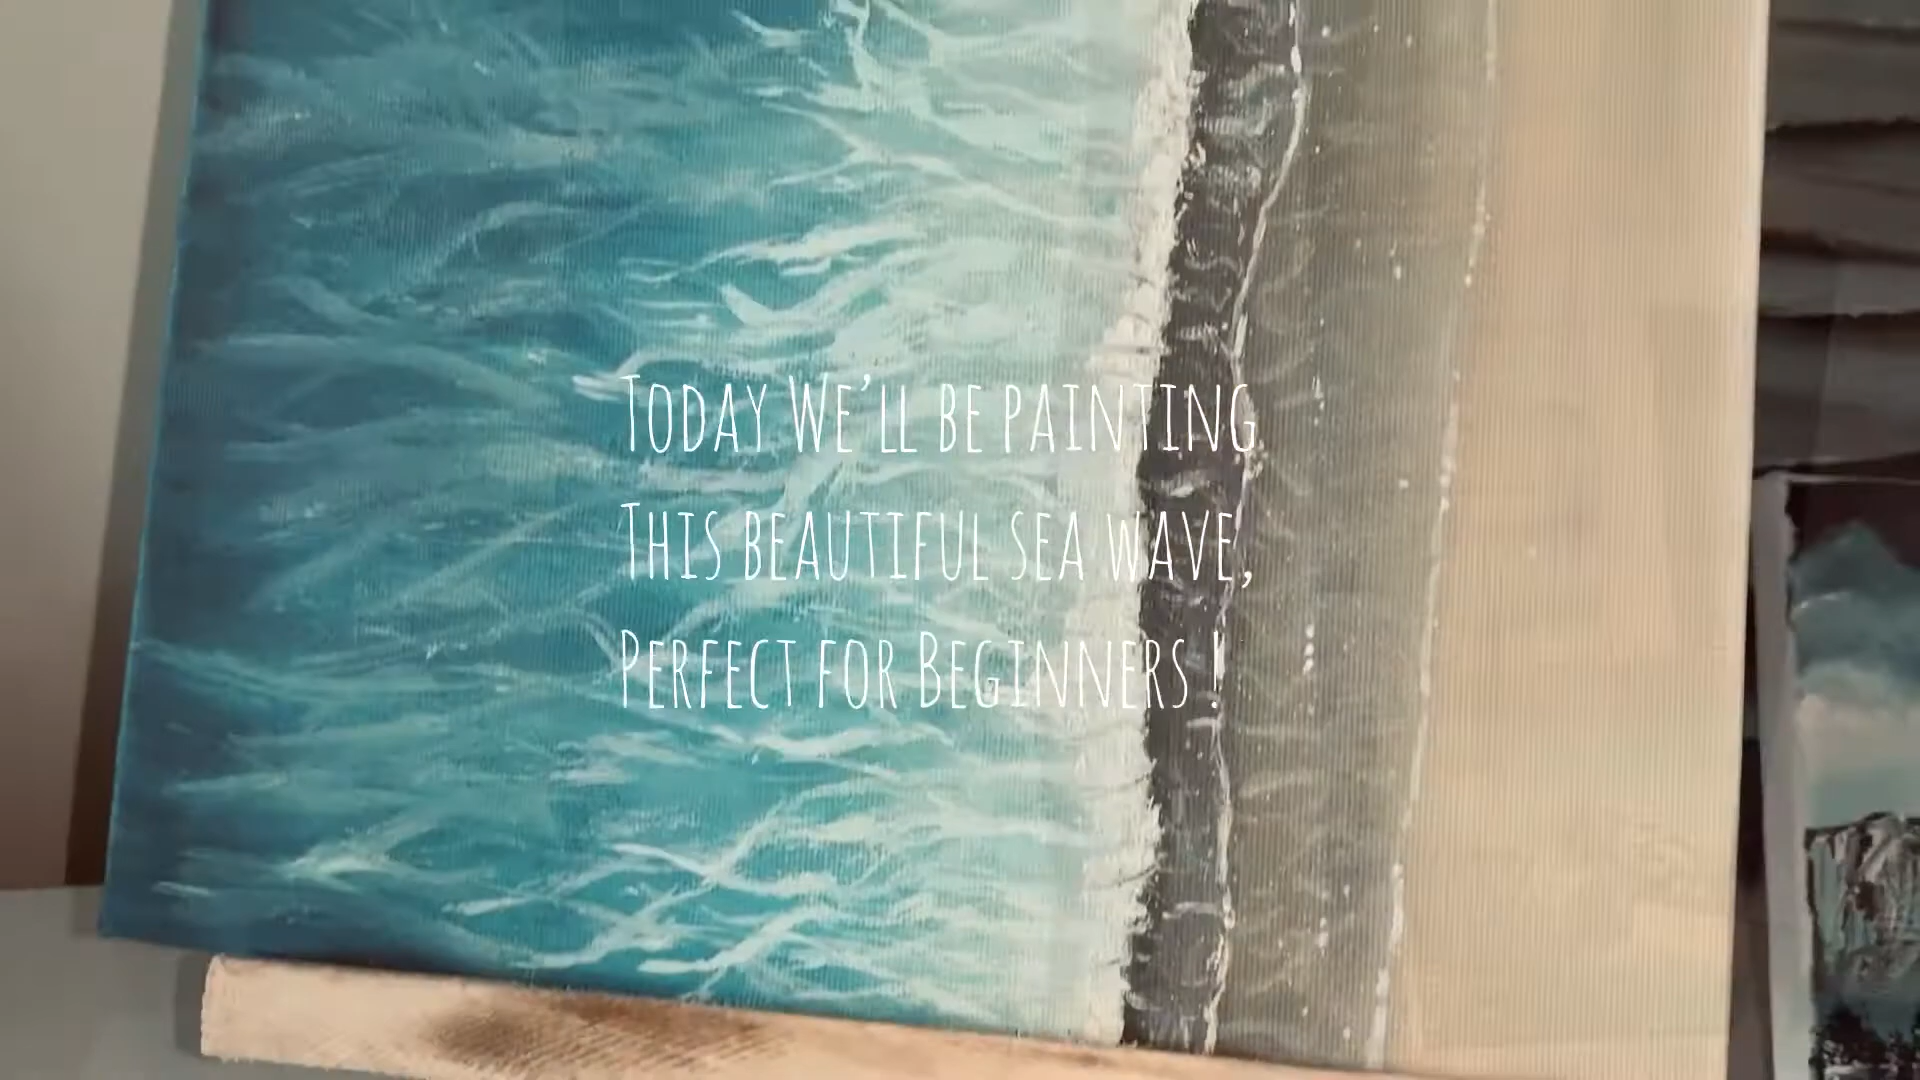 Today We'll be painting
This beautiful sea wave,
Perfect for Beginners !